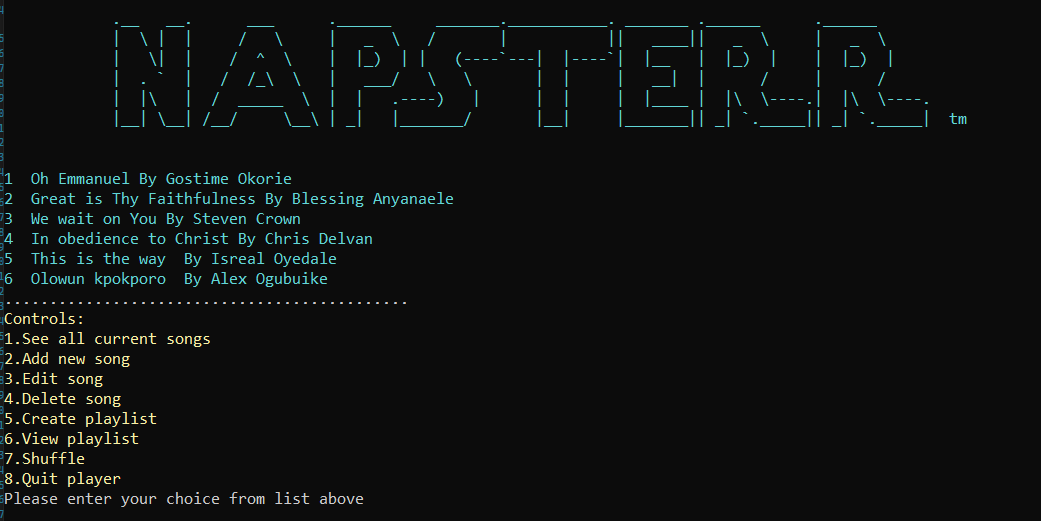 NAPSTERR tm
1 Oh Emmanuel By Gostime Okorie
2 Great is Thy Faithfulness By Blessing Anyanaele
3 We wait on You By Steven Crown
4 In obedience to Christ By Chris Delvan
5 This is the way  By Isreal Oyedale
6 Olowun kpokporo  By Alex Ogubuike
.............................................
Controls:
1.See all current songs
2.Add new song
3.Edit song
4.Delete song
5.Create playlist
6.View playlist
7.Shuffle
8.Quit player
Please enter your choice from list above